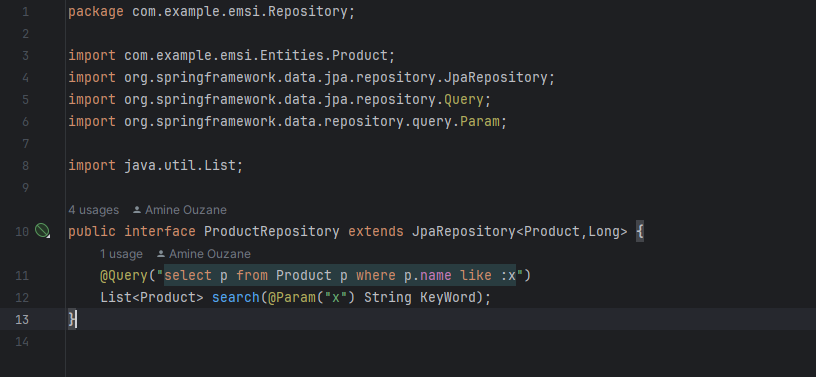 1 package com.example.emsi.Repository;
2
3 import com.example.emsi.Entities.Product;
4 import org.springframework.data.jpa.repository.JpaRepository;
5 import org.springframework.data.jpa.repository.Query;
6 import org.springframework.data.repository.query.Param;
7
8 import java.util.List;
9
4 usages Amine Ouzane
10 public interface ProductRepository extends JpaRepository<Product,Long> {
1 usage Amine Ouzane
11 @Query("select p from Product p where p.name like :x")
12 List<Product> search(@Param("x") String KeyWord);
13 }
14